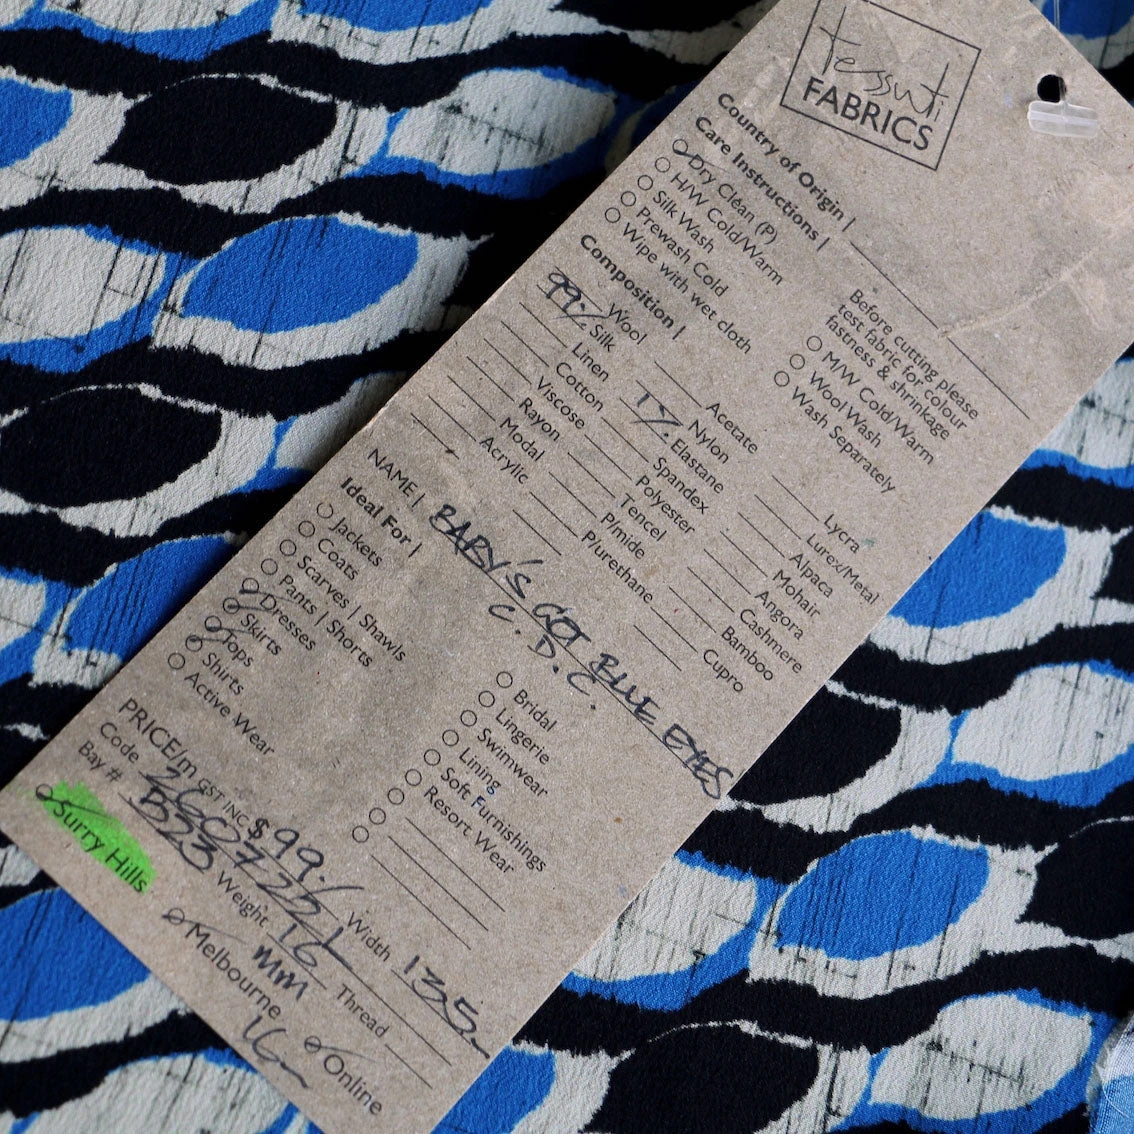 tessuti
FABRICS
Country of Origin |
Care Instructions |
Dry Cléan (P)
H/W Cold/Warm
Silk Wash
Prewash Cold
Wipe with wet cloth
Before cutting please
test fabric for colour
fastness & shrinkage
M/W Cold/Warm
Wool Wash
Wash Separately
Composition |
Wool
99% Silk
Linen
Cotton
Viscose
Rayon
Modal
Acrylic
Acetate
Nylon
1% Elastane
Spandex
Polyester
Tencel
P/mide
P/urethane
Lycra
Lurex/Metal
Alpaca
Mohair
Angora
Cashmere
Bamboo
Cupro
NAME | BABY'S GOT BLUE EYES
C.D.C.
Ideal For |
Jackets
Coats
Scarves | Shawls
Pants | Shorts
Dresses
Skirts
Tops
Shirts
Active Wear
Bridal
Lingerie
Swimwear
Lining
Soft Furnishings
Resort Wear
PRICE/m GST INC $99.
Code 260725 Width 135
Bay # B23 Weight 16 mm Thread
Surry Hills Melbourne Online
16